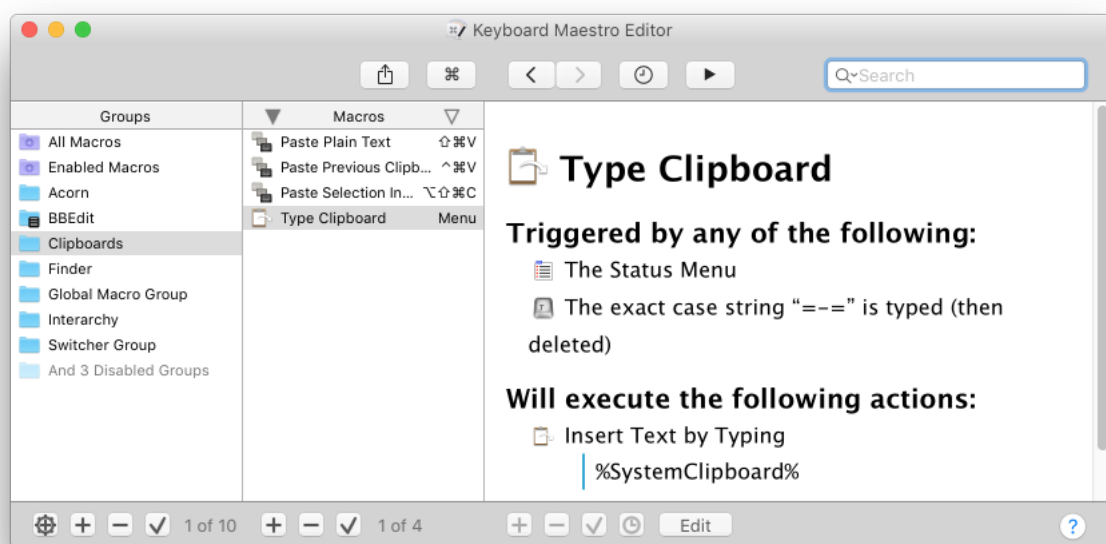 Keyboard Maestro Editor
Search
Groups
All Macros
Enabled Macros
Acorn
BBEdit
Clipboards
Finder
Global Macro Group
Interarchy
Switcher Group
And 3 Disabled Groups
1 of 10
Macros
Paste Plain Text ⇧⌘V
Paste Previous Clipb... ^⌘V
Paste Selection In... ⌥⇧⌘C
Type Clipboard Menu
1 of 4
Type Clipboard
Triggered by any of the following:
The Status Menu
The exact case string “=-=” is typed (then
deleted)
Will execute the following actions:
Insert Text by Typing
%SystemClipboard%
Edit
?